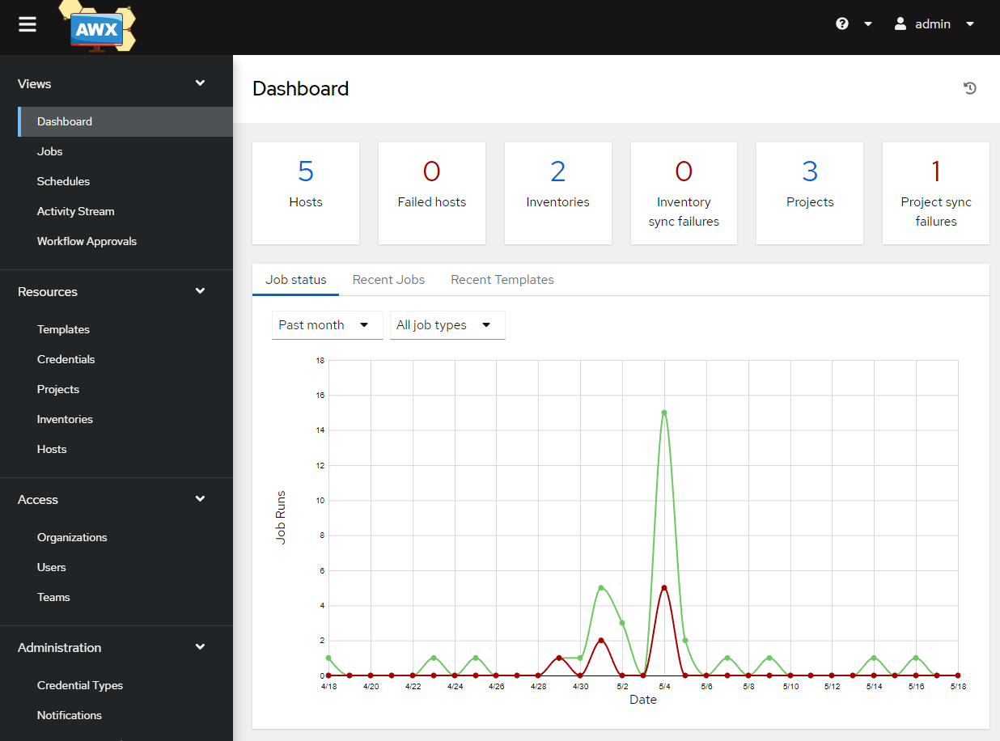 AWX
admin
Views
Dashboard
Jobs
Schedules
Activity Stream
Workflow Approvals
Resources
Templates
Credentials
Projects
Inventories
Hosts
Access
Organizations
Users
Teams
Administration
Credential Types
Notifications
Dashboard
5
Hosts
0
Failed hosts
2
Inventories
0
Inventory
sync failures
3
Projects
1
Project sync
failures
Job status Recent Jobs Recent Templates
Past month All job types
18
16
14
12
10
8
6
4
2
0
Job Runs
4/18 4/20 4/22 4/24 4/26 4/28 4/30 5/2 5/4 5/6 5/8 5/10 5/12 5/14 5/16 5/18
Date